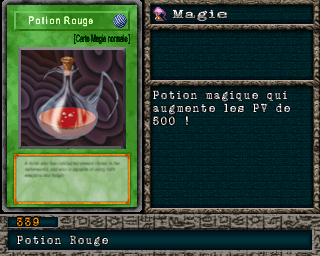 Potion Rouge
[Carte Magie normale]
Magie
Potion magique qui
augmente les PV de
500 !
339
Potion Rouge